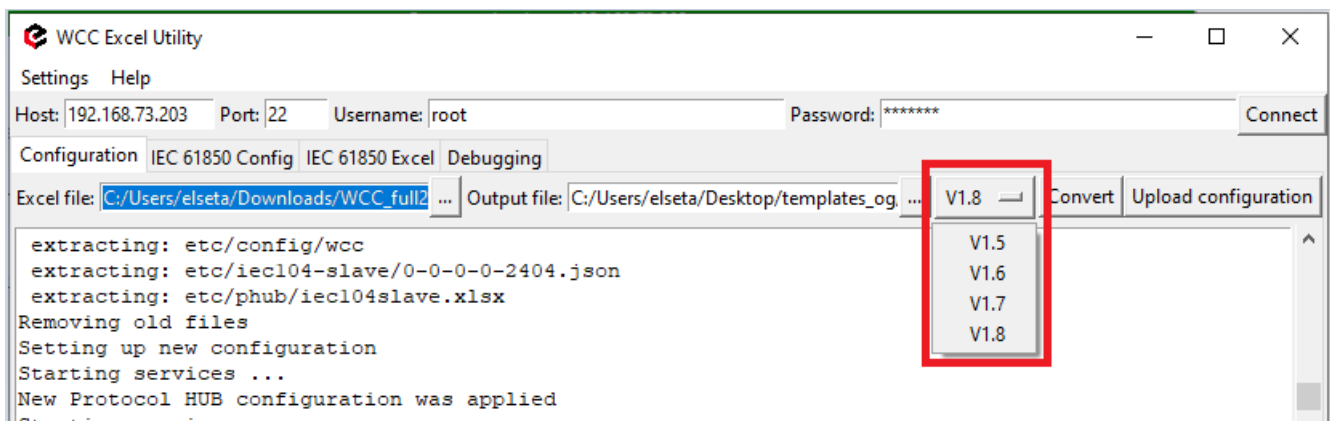 WCC Excel Utility
Settings Help
Host: 192.168.73.203 Port: 22 Username: root Password: ******* Connect
Configuration IEC 61850 Config IEC 61850 Excel Debugging
Excel file: C:/Users/elseta/Downloads/WCC_full2 ... Output file: C:/Users/elseta/Desktop/templates_og, ... V1.8 Convert Upload configuration
V1.5
V1.6
V1.7
V1.8
extracting: etc/config/wcc
extracting: etc/iec104-slave/0-0-0-0-2404.json
extracting: etc/phub/iec104slave.xlsx
Removing old files
Setting up new configuration
Starting services ...
New Protocol HUB configuration was applied